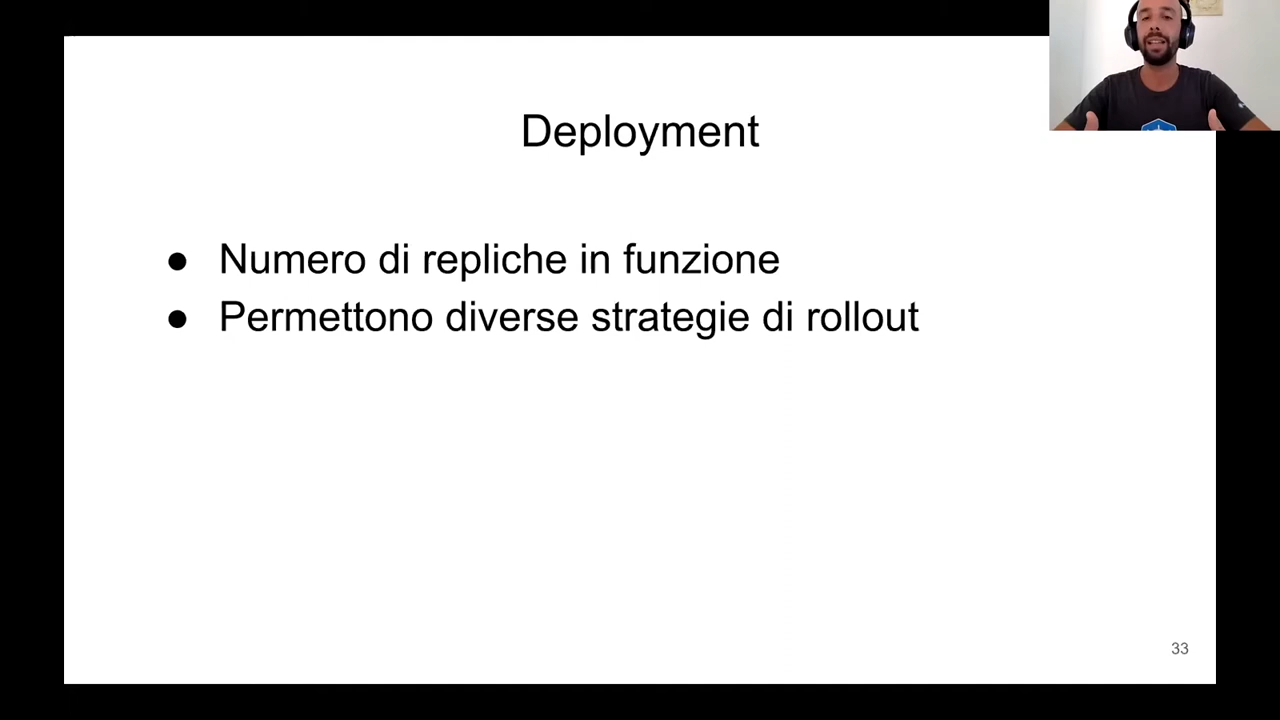 Deployment
● Numero di repliche in funzione
● Permettono diverse strategie di rollout
33